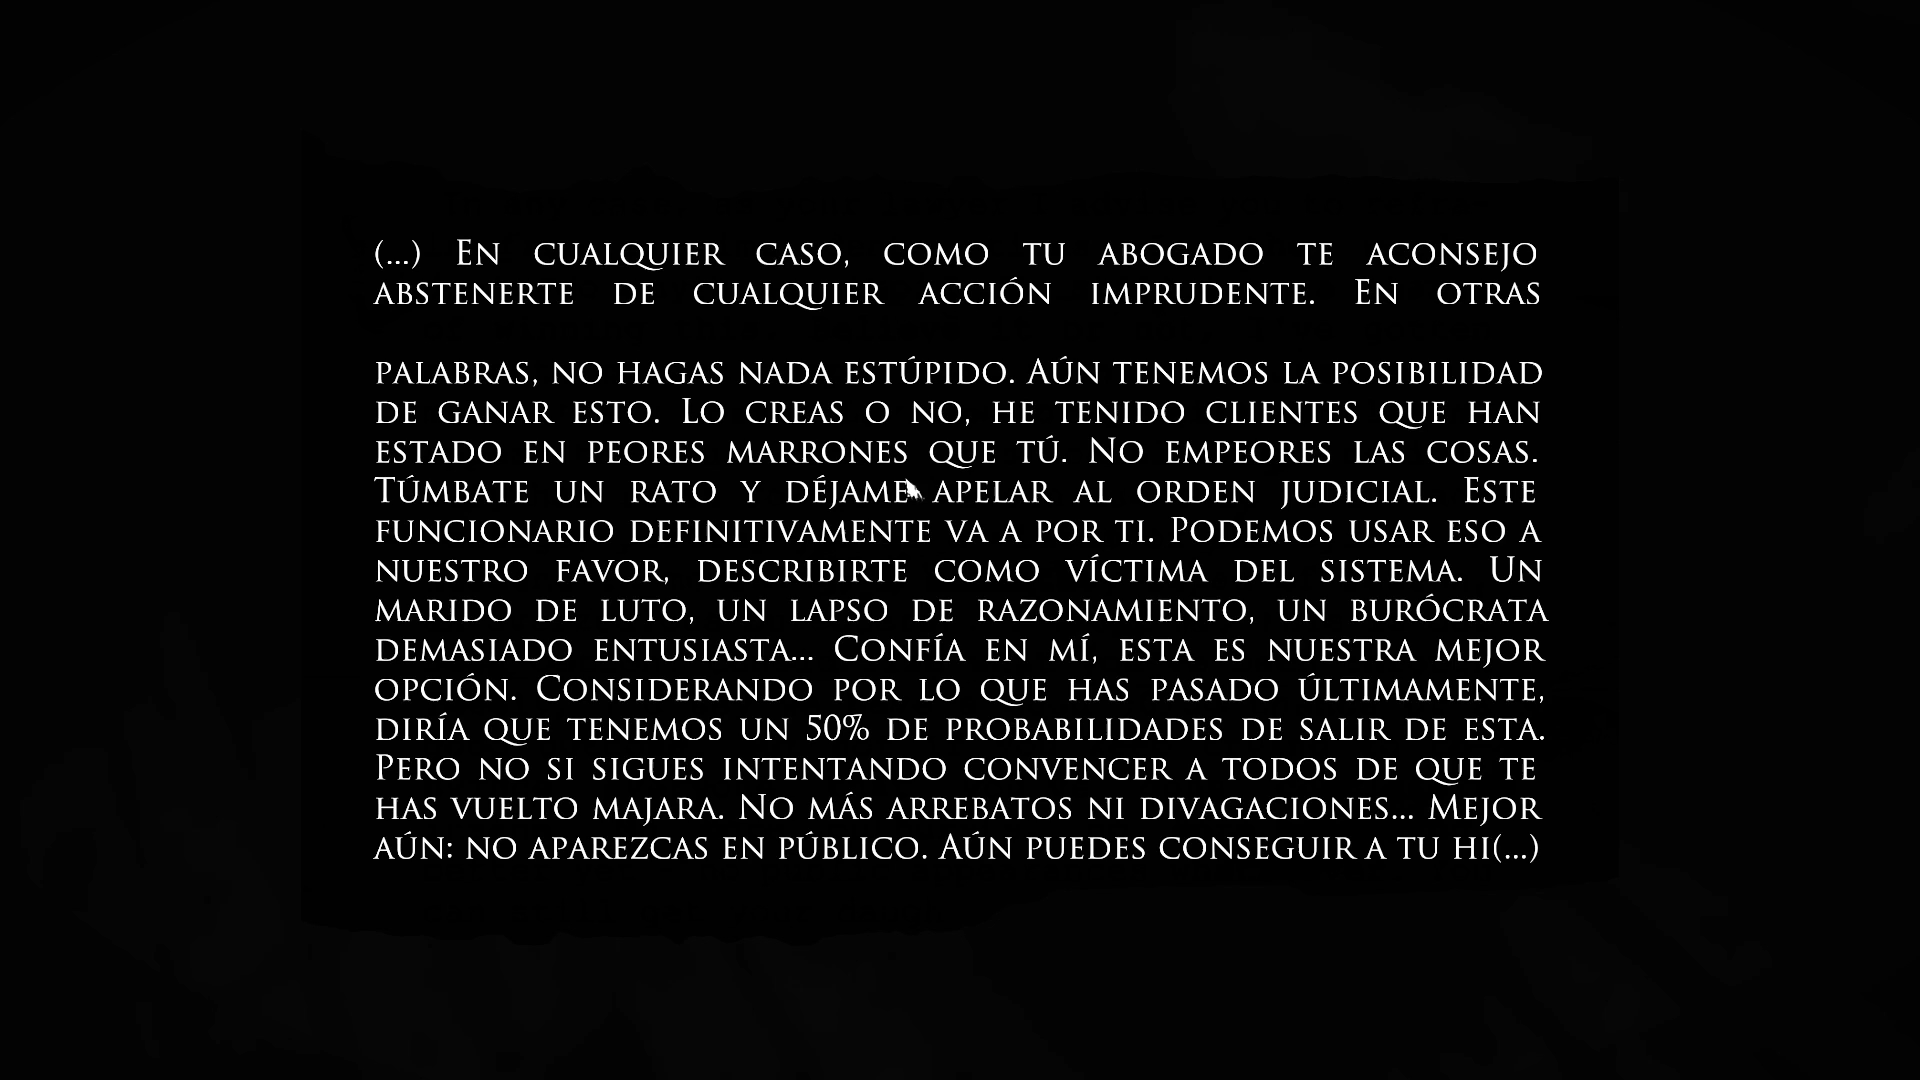 (...) En cualquier caso, como tu abogado te aconsejo
abstenerte de cualquier acción imprudente. En otras
palabras, no hagas nada estúpido. Aún tenemos la posibilidad
de ganar esto. Lo creas o no, he tenido clientes que han
estado en peores marrones que tú. No empeores las cosas.
Túmbate un rato y déjame apelar al orden judicial. Este
funcionario definitivamente va a por ti. Podemos usar eso a
nuestro favor, describirte como víctima del sistema. Un
marido de luto, un lapso de razonamiento, un burócrata
demasiado entusiasta... Confía en mí, esta es nuestra mejor
opción. Considerando por lo que has pasado últimamente,
diría que tenemos un 50% de probabilidades de salir de esta.
Pero no si sigues intentando convencer a todos de que te
has vuelto majara. No más arrebatos ni divagaciones... Mejor
aún: no aparezcas en público. Aún puedes conseguir a tu hi(...)